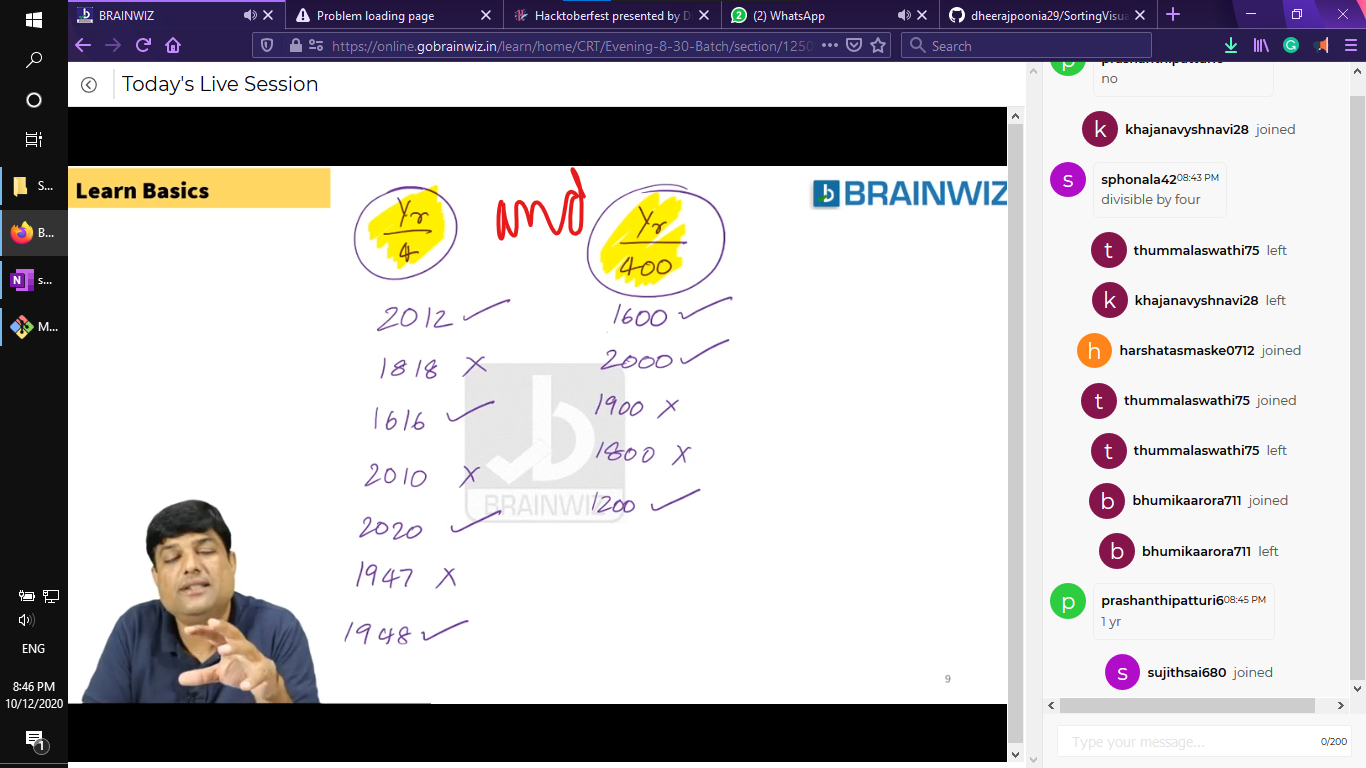 BRAINWIZ
Problem loading page
Hacktoberfest presented by D
(2) WhatsApp
dheerajpoonia29/SortingVisua
https://online.gobrainwiz.in/learn/home/CRT/Evening-8-30-Batch/section/1250
Search
Today's Live Session
Learn Basics
BRAINWIZ
Yr
4
and
Yr
400
2012 ✓
1818 X
1616 ✓
2010 X
2020 ✓
1947 X
1948 ✓
1600 ✓
2000 ✓
1900 X
1800 X
1200 ✓
BRAINWIZ
9
no
khajanavyshnavi28 joined
sphonala42 08:43 PM
divisible by four
thummalaswathi75 left
khajanavyshnavi28 left
harshatasmaske0712 joined
thummalaswathi75 joined
thummalaswathi75 left
bhumikaarora711 joined
bhumikaarora711 left
prashanthipatturi6 08:45 PM
1 yr
sujithsai680 joined
Type your message...
0/200
S...
B...
s...
M...
ENG
8:46 PM
10/12/2020
1